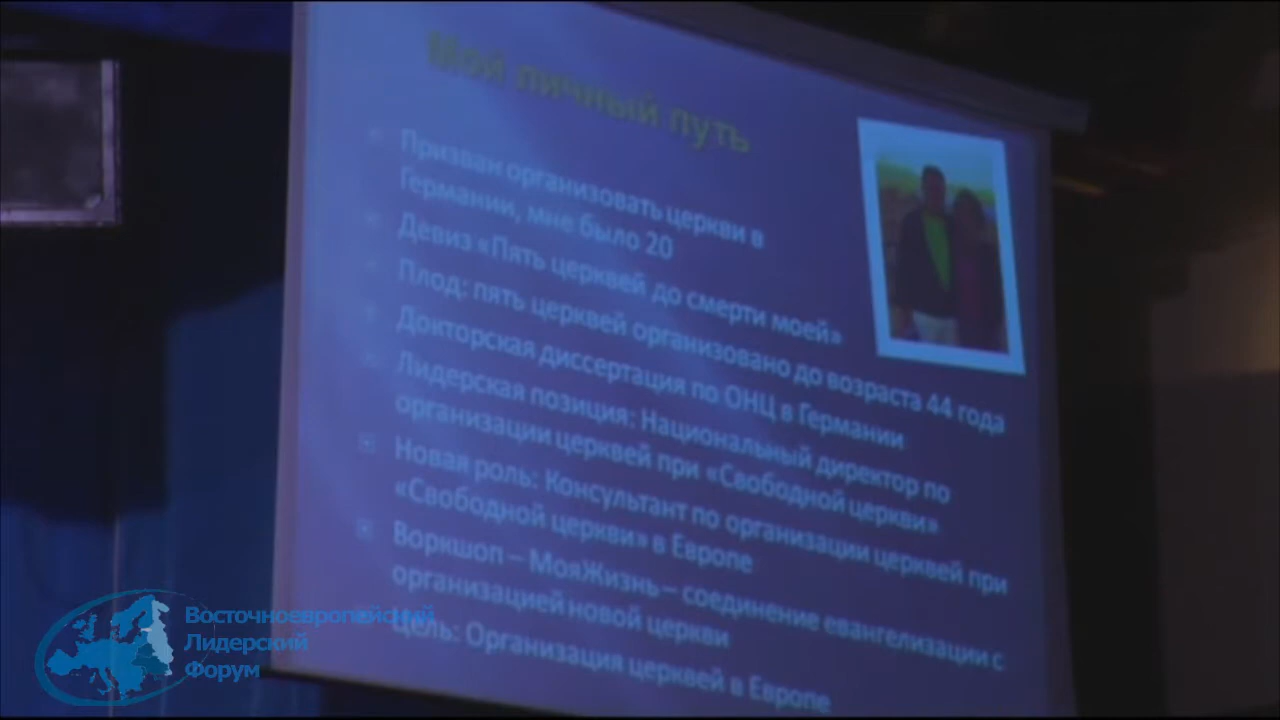 Мой личный путь
Призван организовать церкви в
Германии, мне было 20
Девиз «Пять церквей до смерти моей»
Плод: пять церквей организовано до возраста 44 года
Докторская диссертация по ОНЦ в Германии
Лидерская позиция: Национальный директор по
организации церквей при «Свободной церкви»
Новая роль: Консультант по организации церквей при
«Свободной церкви» в Европе
Воркшоп – МояЖизнь – соединение евангелизации с
организацией новой церкви
Цель: Организация церквей в Европе
Восточноевропейский
Лидерский
Форум